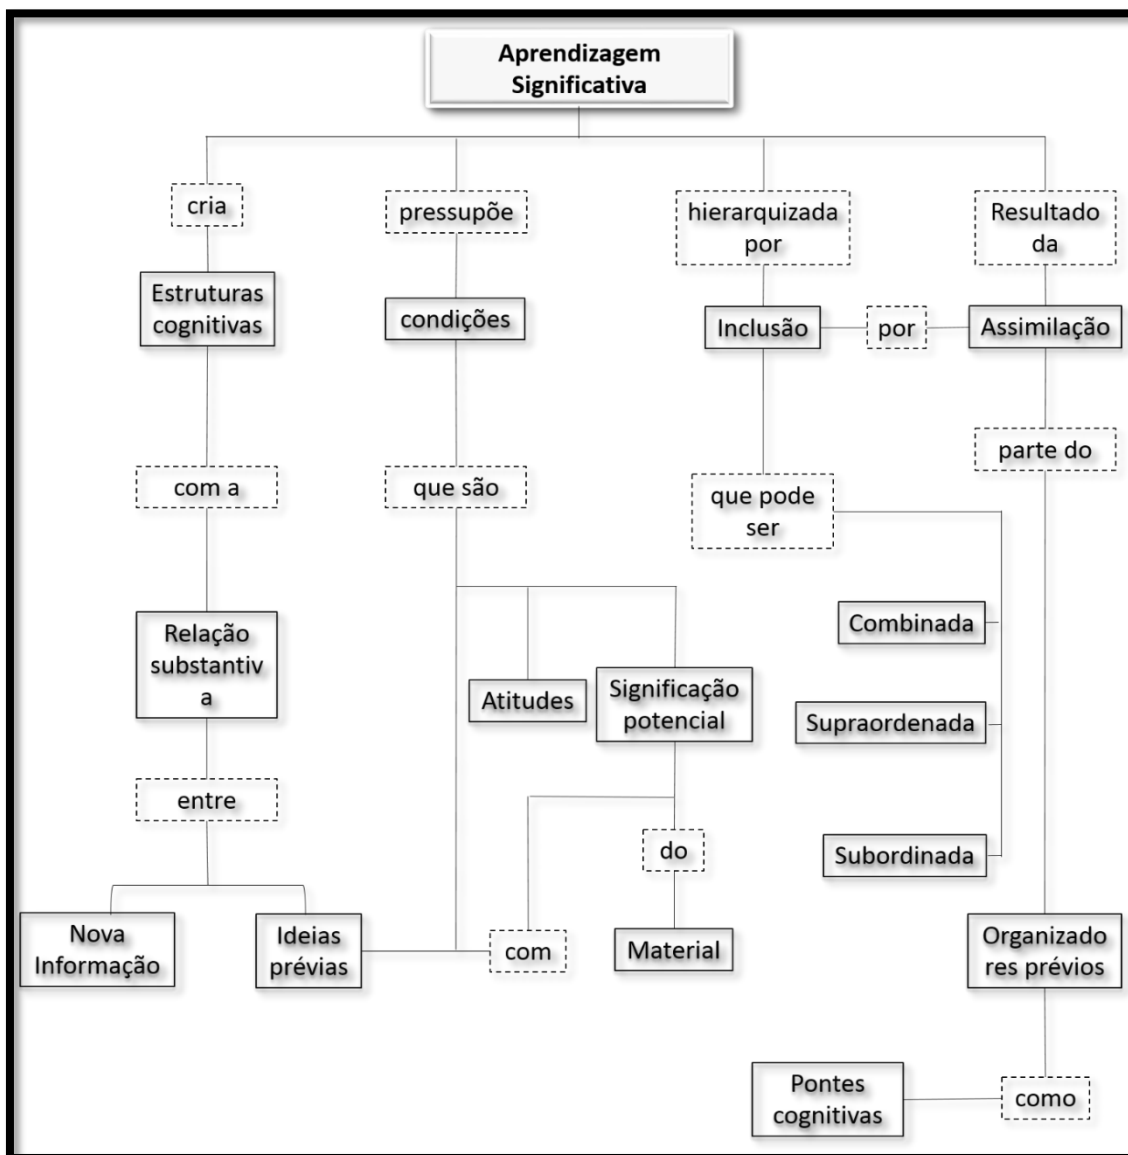 Aprendizagem
Significativa
cria
pressupõe
hierarquizada
por
Resultado
da
Estruturas
cognitivas
condições
Inclusão
por
Assimilação
com a
que são
que pode
ser
parte do
Relação
substantiv
a
Atitudes
Significação
potencial
Combinada
Supraordenada
Subordinada
entre
do
Nova
Informação
Ideias
prévias
com
Material
Organizado
res prévios
Pontes
cognitivas
como